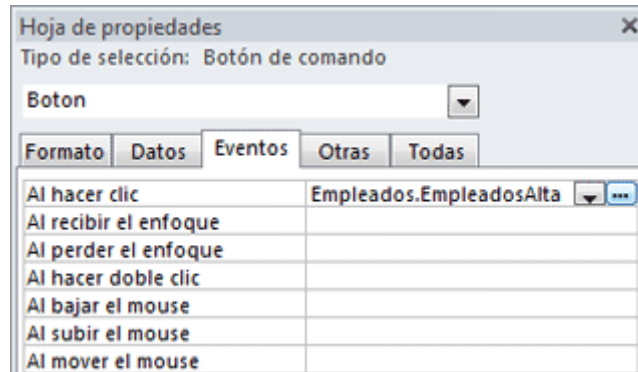 Hoja de propiedades
Tipo de selección: Botón de comando
Boton
Formato Datos Eventos Otras Todas
Al hacer clic Empleados.EmpleadosAlta
Al recibir el enfoque
Al perder el enfoque
Al hacer doble clic
Al bajar el mouse
Al subir el mouse
Al mover el mouse